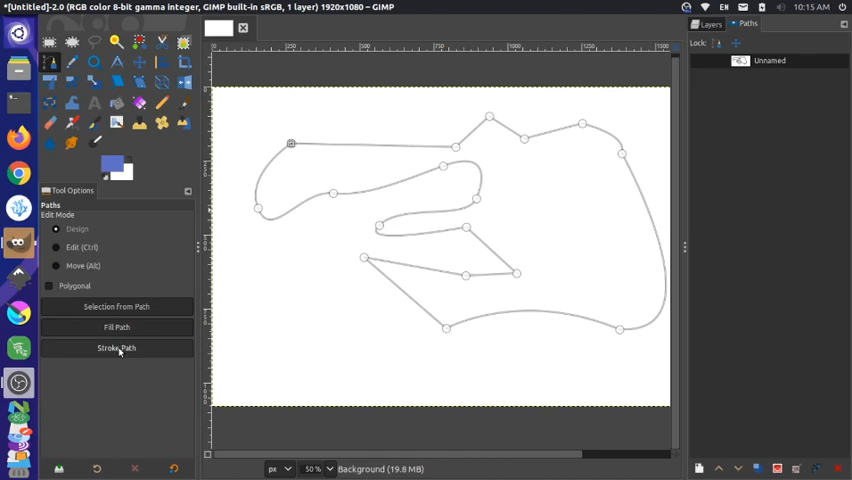 *[Untitled]-2.0 (RGB color 8-bit gamma integer, GIMP built-in sRGB, 1 layer) 1920x1080 – GIMP
EN
10:15 AM
Layers
Paths
Lock:
Unnamed
250
500
750
1000
1250
1500
Tool Options
Paths
Edit Mode
Design
Edit (Ctrl)
Move (Alt)
Polygonal
Selection from Path
Fill Path
Stroke Path
px
50 %
Background (19.8 MB)